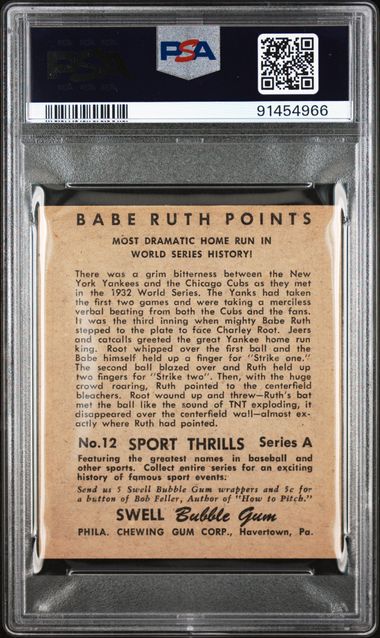 PSA
PSA
91454966
BABE RUTH POINTS
MOST DRAMATIC HOME RUN IN
WORLD SERIES HISTORY!
There was a grim bitterness between the New
York Yankees and the Chicago Cubs as they met
in the 1932 World Series. The Yanks had taken
the first two games and were taking a merciless
verbal beating from both the Cubs and the fans.
It was the third inning when mighty Babe Ruth
stepped to the plate to face Charley Root. Jeers
and catcalls greeted the great Yankee home run
king. Root whipped over the first ball and the
Babe himself held up a finger for "Strike one."
The second ball blazed over and Ruth held up
two fingers for "Strike two". Then, with the huge
crowd roaring, Ruth pointed to the centerfield
bleachers. Root wound up and threw—Ruth's bat
met the ball like the sound of TNT exploding, it
disappeared over the centerfield wall—almost ex-
actly where Ruth had pointed.
No.12 SPORT THRILLS Series A
Featuring the greatest names in baseball and
other sports. Collect entire series for an exciting
history of famous sport events.
Send us 5 Swell Bubble Gum wrappers and 5c for
a button of Bob Feller, Author of "How to Pitch."
SWELL Bubble Gum
PHILA. CHEWING GUM CORP., Havertown, Pa.